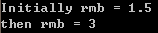 Initially rmb = 1.5
then rmb = 3